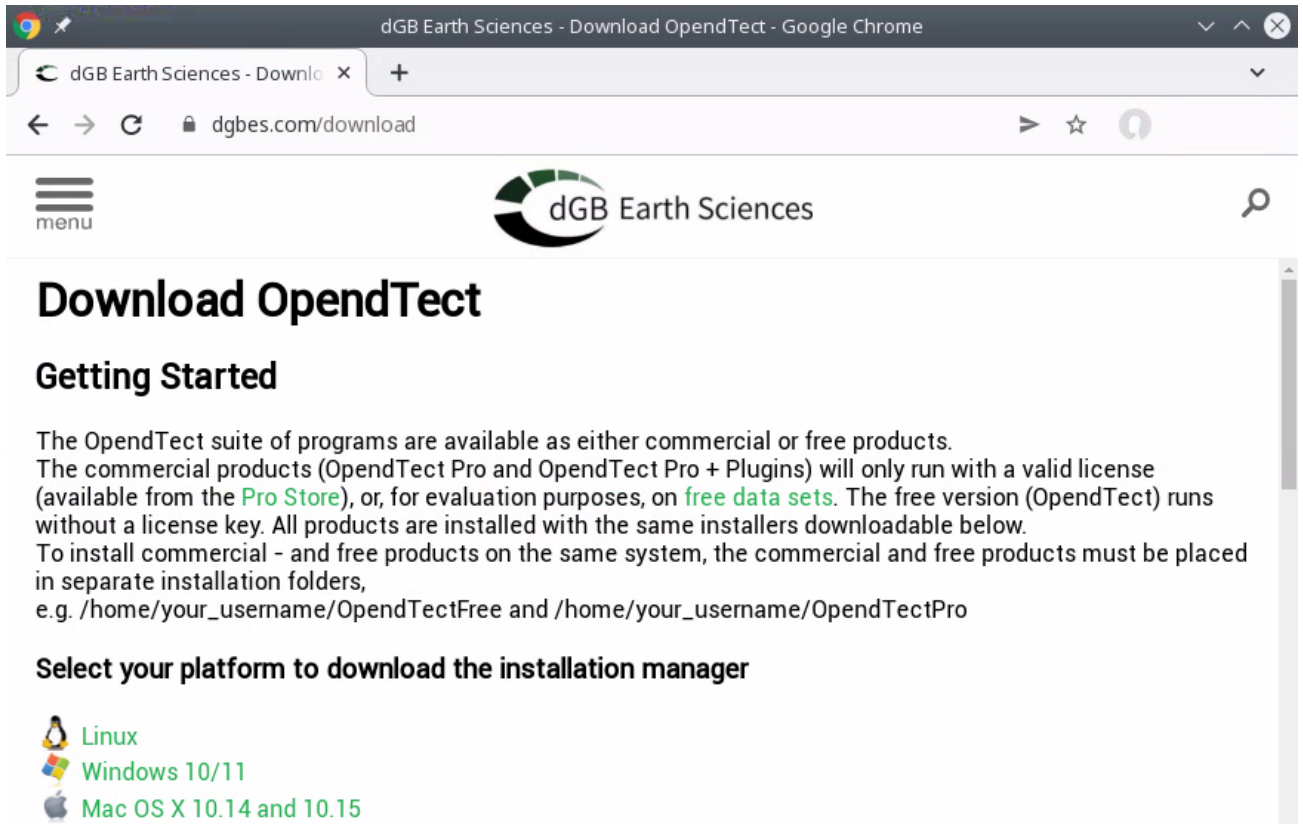 dGB Earth Sciences - Download OpendTect - Google Chrome
dGB Earth Sciences - Downlo
dgbes.com/download
menu
dGB Earth Sciences
Download OpendTect
Getting Started
The OpendTect suite of programs are available as either commercial or free products.
The commercial products (OpendTect Pro and OpendTect Pro + Plugins) will only run with a valid license
(available from the Pro Store), or, for evaluation purposes, on free data sets. The free version (OpendTect) runs
without a license key. All products are installed with the same installers downloadable below.
To install commercial - and free products on the same system, the commercial and free products must be placed
in separate installation folders,
e.g. /home/your_username/OpendTectFree and /home/your_username/OpendTectPro
Select your platform to download the installation manager
Linux
Windows 10/11
Mac OS X 10.14 and 10.15